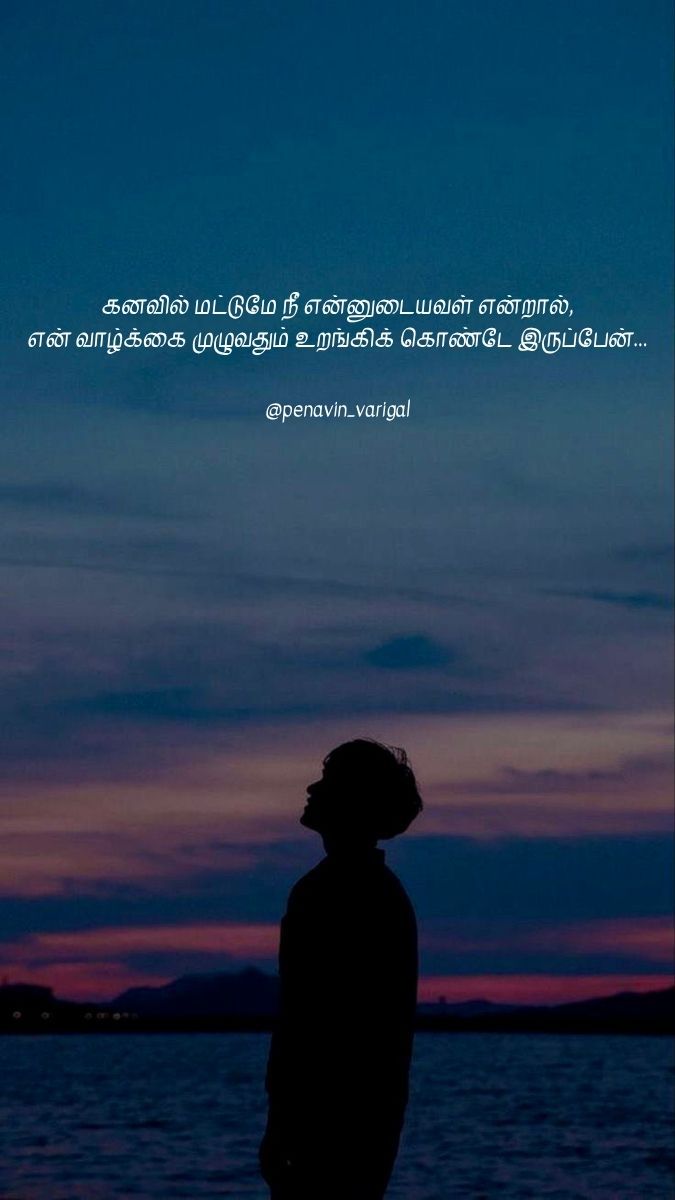 கனவில் மட்டுமே நீ என்னுடையவள் என்றால்,
என் வாழ்க்கை முழுவதும் உறங்கிக் கொண்டே இருப்பேன்...
@penavin_varigal